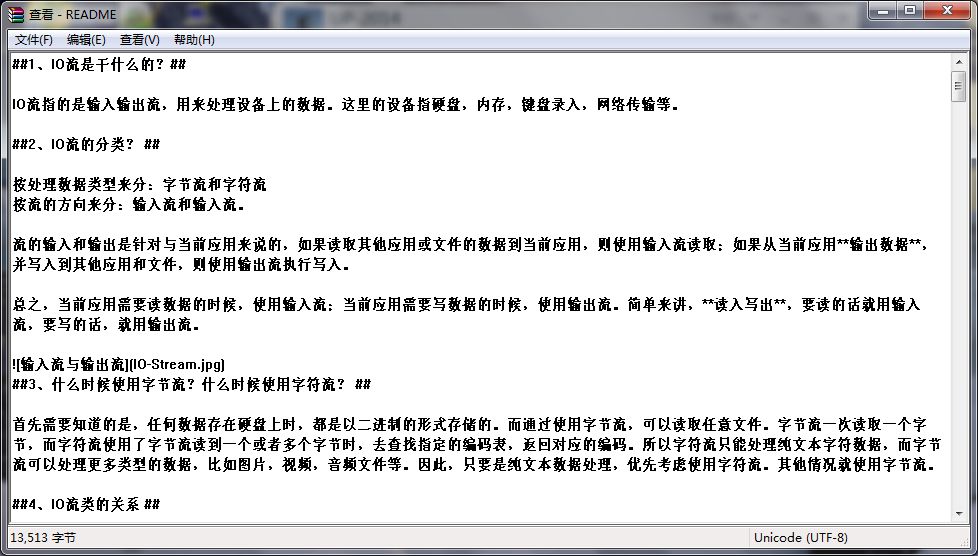 查看 - README
文件(F) 编辑(E) 查看(V) 帮助(H)
##1、IO流是干什么的？##
IO流指的是输入输出流，用来处理设备上的数据。这里的设备指硬盘，内存，键盘录入，网络传输等。
##2、IO流的分类？ ##
按处理数据类型来分：字节流和字符流
按流的方向来分：输入流和输入流。
流的输入和输出是针对与当前应用来说的，如果读取其他应用或文件的数据到当前应用，则使用输入流读取；如果从当前应用**输出数据**，
并写入到其他应用和文件，则使用输出流执行写入。
总之，当前应用需要读数据的时候，使用输入流；当前应用需要写数据的时候，使用输出流。简单来讲，**读入写出**，要读的话就用输入
流，要写的话，就用输出流。
![输入流与输出流](IO-Stream.jpg)
##3、什么时候使用字节流？什么时候使用字符流？ ##
首先需要知道的是，任何数据存在硬盘上时，都是以二进制的形式存储的。而通过使用字节流，可以读取任意文件。字节流一次读取一个字
节，而字符流使用了字节流读到一个或者多个字节时，去查找指定的编码表，返回对应的编码。所以字符流只能处理纯文本字符数据，而字节
流可以处理更多类型的数据，比如图片，视频，音频文件等。因此，只要是纯文本数据处理，优先考虑使用字符流。其他情况就使用字节流。
##4、IO流类的关系 ##
13,513 字节 Unicode (UTF-8)